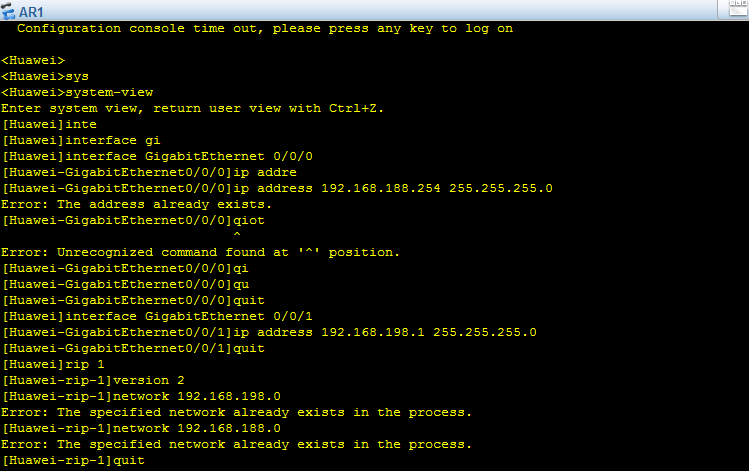 AR1
Configuration console time out, please press any key to log on
<Huawei>
<Huawei>sys
<Huawei>system-view
Enter system view, return user view with Ctrl+Z.
[Huawei]inte
[Huawei]interface gi
[Huawei]interface GigabitEthernet 0/0/0
[Huawei-GigabitEthernet0/0/0]ip addre
[Huawei-GigabitEthernet0/0/0]ip address 192.168.188.254 255.255.255.0
Error: The address already exists.
[Huawei-GigabitEthernet0/0/0]qiot
^
Error: Unrecognized command found at '^' position.
[Huawei-GigabitEthernet0/0/0]qi
[Huawei-GigabitEthernet0/0/0]qu
[Huawei-GigabitEthernet0/0/0]quit
[Huawei]interface GigabitEthernet 0/0/1
[Huawei-GigabitEthernet0/0/1]ip address 192.168.198.1 255.255.255.0
[Huawei-GigabitEthernet0/0/1]quit
[Huawei]rip 1
[Huawei-rip-1]version 2
[Huawei-rip-1]network 192.168.198.0
Error: The specified network already exists in the process.
[Huawei-rip-1]network 192.168.188.0
Error: The specified network already exists in the process.
[Huawei-rip-1]quit